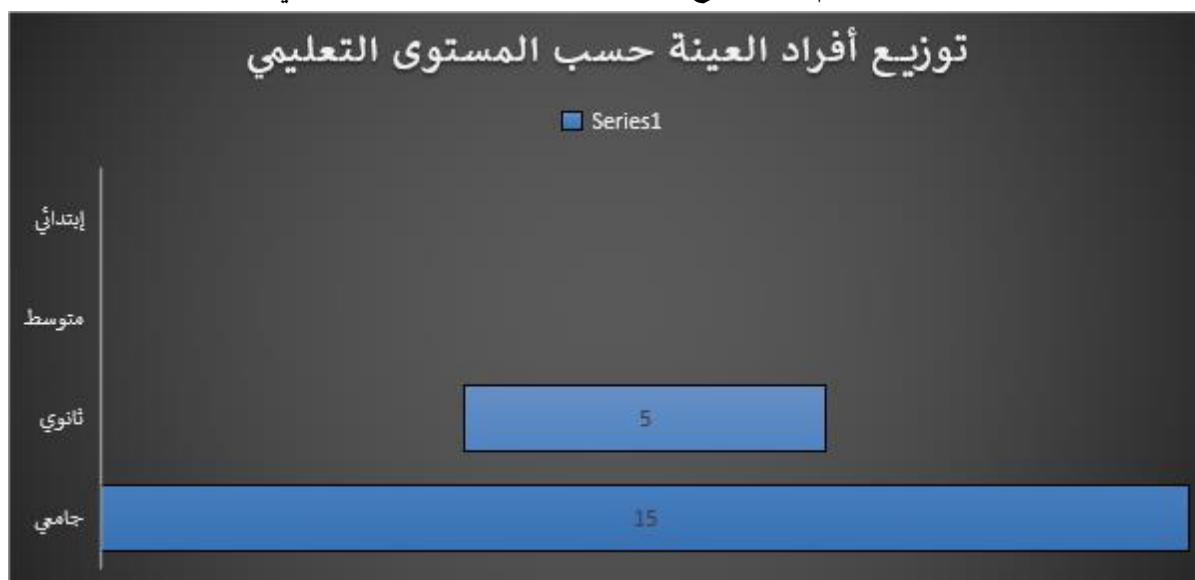 توزيع أفراد العينة حسب المستوى التعليمي
Series1
إبتدائي
متوسط
ثانوي
5
جامعي
15